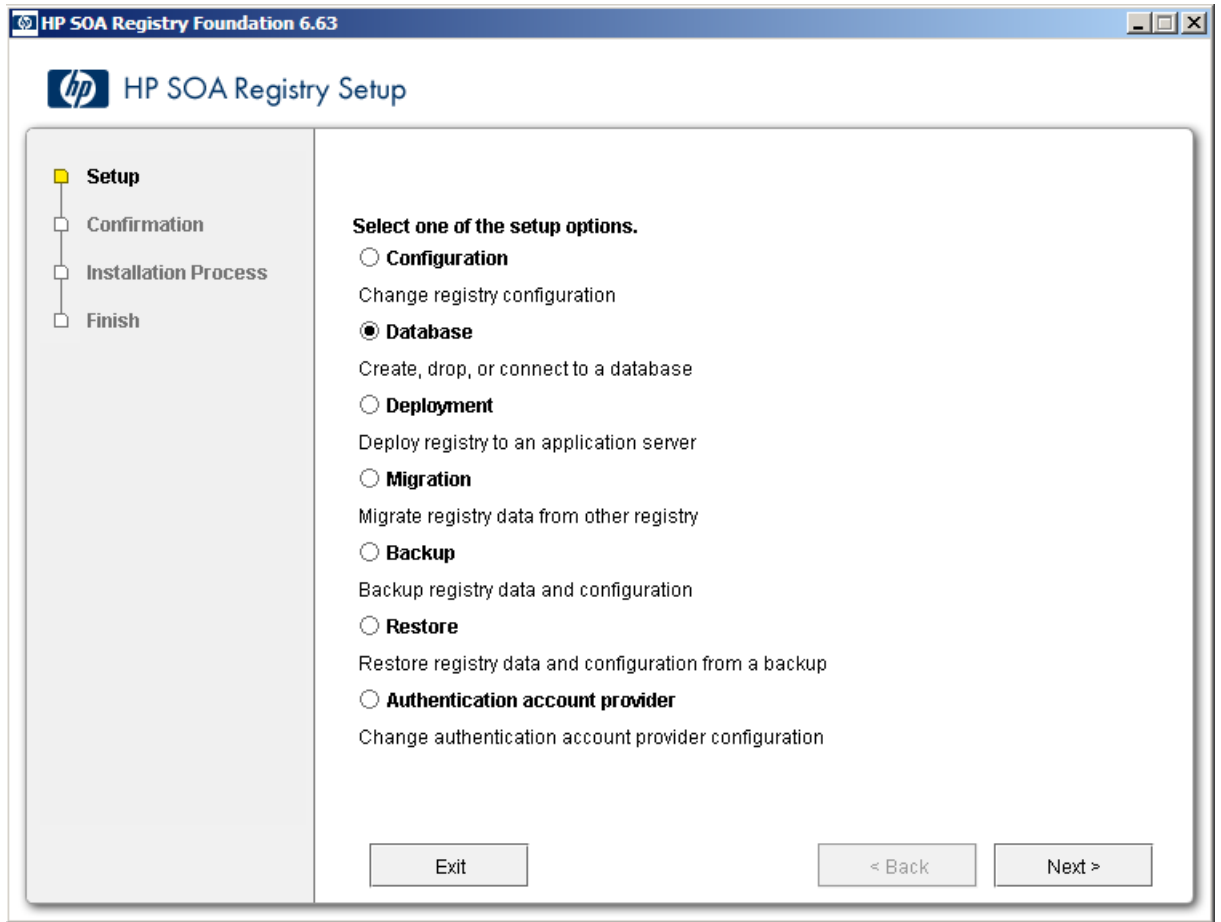 HP SOA Registry Foundation 6.63
hp HP SOA Registry Setup
Setup
Confirmation
Installation Process
Finish
Select one of the setup options.
Configuration
Change registry configuration
Database
Create, drop, or connect to a database
Deployment
Deploy registry to an application server
Migration
Migrate registry data from other registry
Backup
Backup registry data and configuration
Restore
Restore registry data and configuration from a backup
Authentication account provider
Change authentication account provider configuration
Exit
< Back
Next >